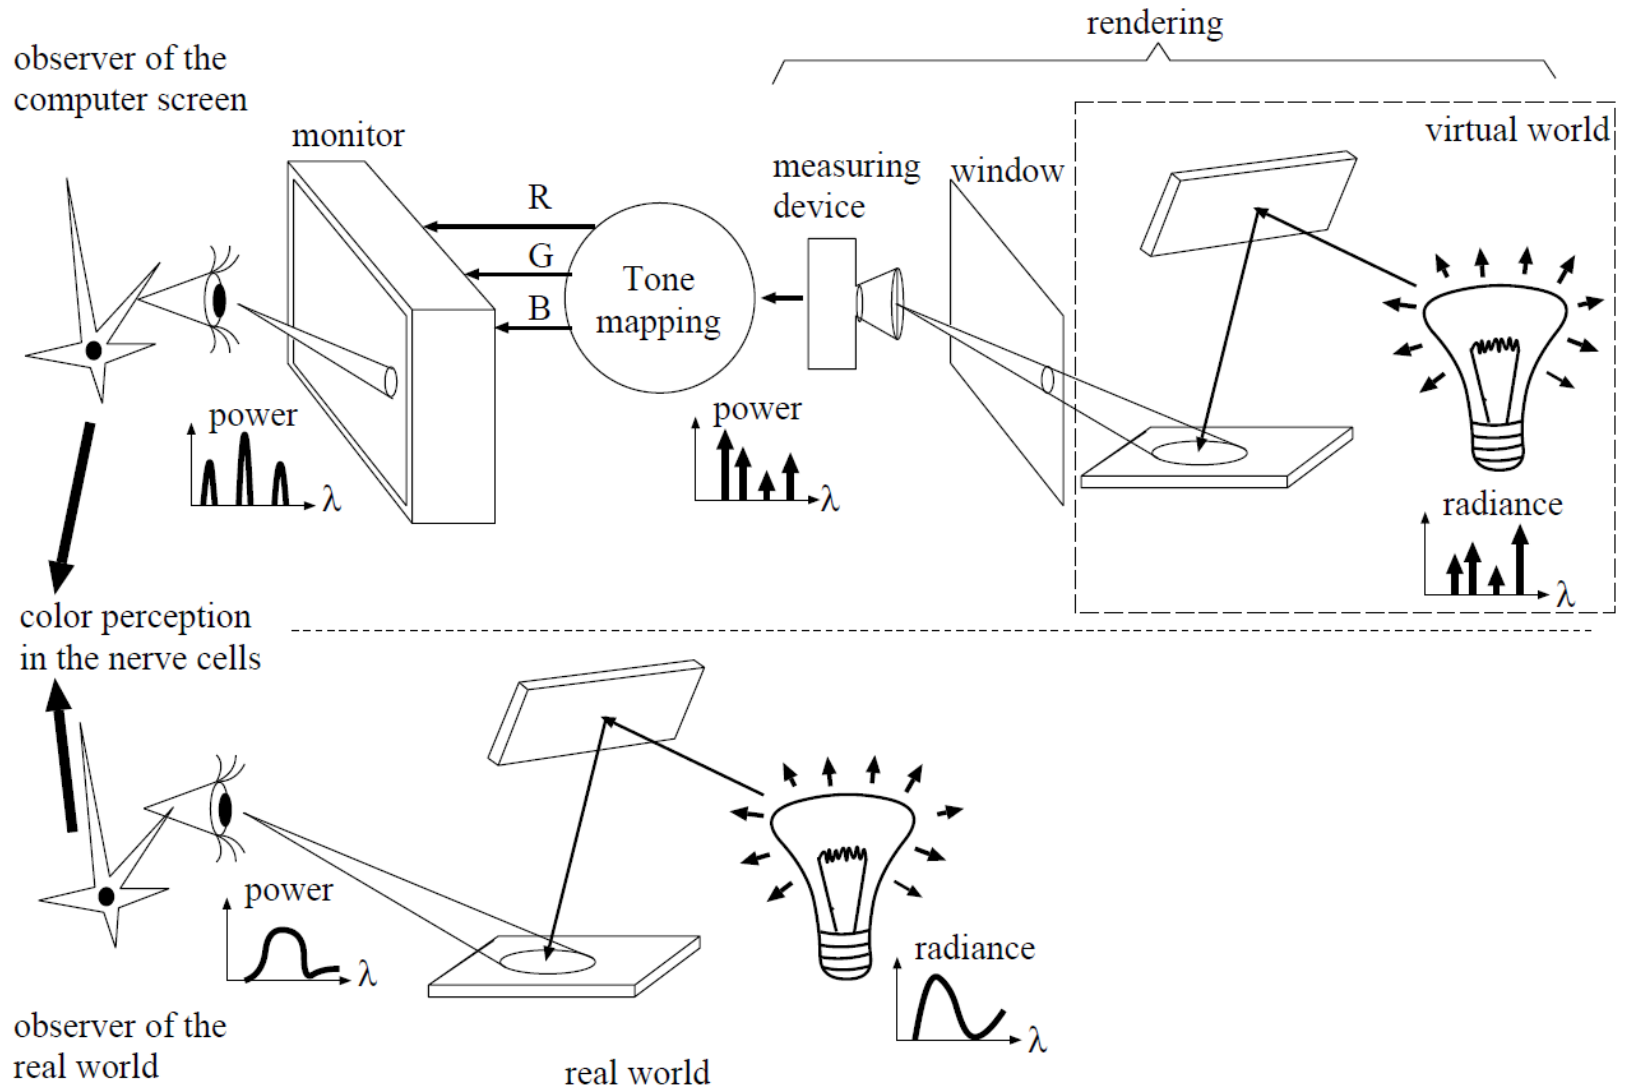 rendering
observer of the
computer screen
monitor
measuring
device
window
virtual world
R
G
B
Tone
mapping
power
λ
power
λ
radiance
λ
color perception
in the nerve cells
power
λ
radiance
λ
observer of the
real world
real world